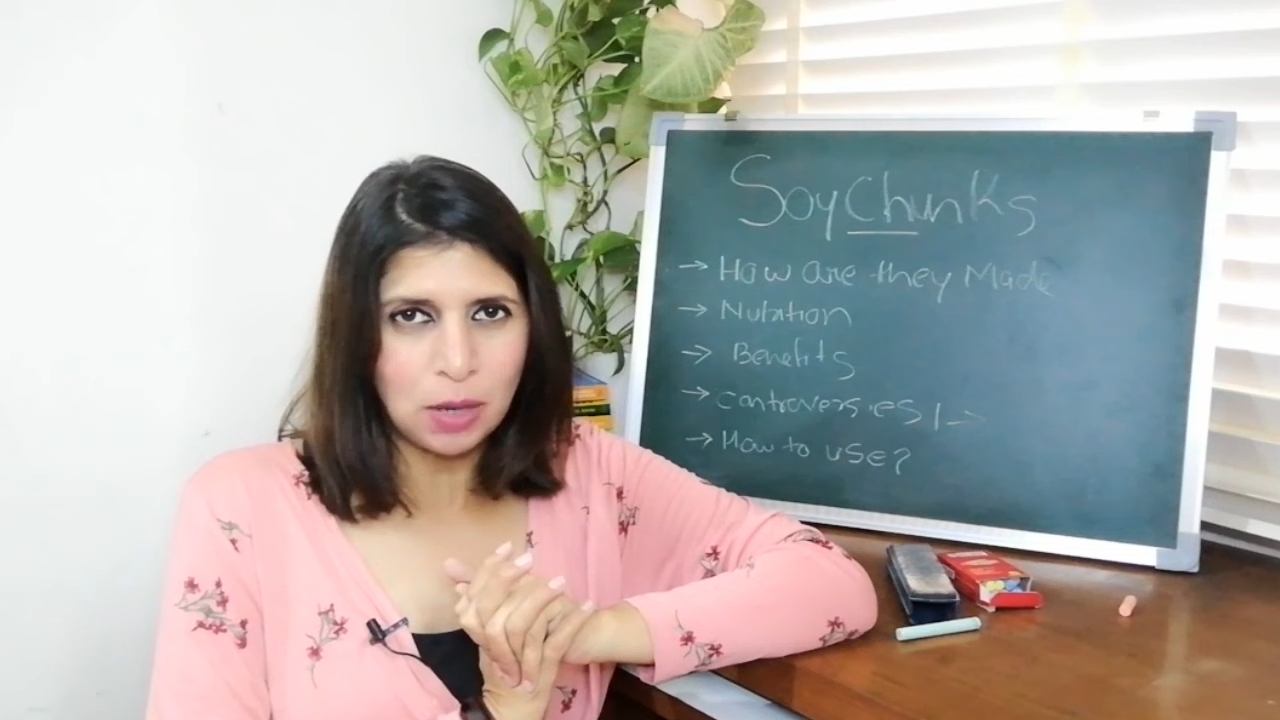 Soy Chunks
→ How are they Made
→ Nutrition
→ Benefits
→ controversies
→ How to use?